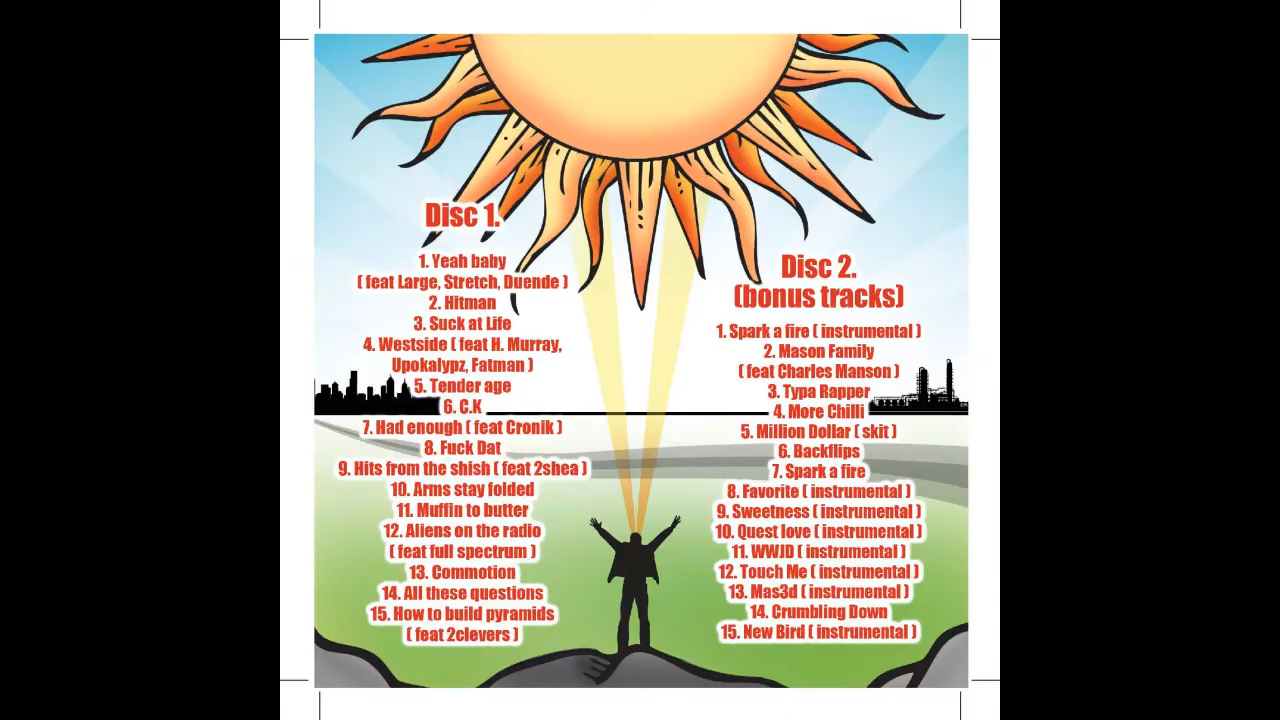 Disc 1.
1. Yeah baby
( feat Large, Stretch, Duende )
2. Hitman
3. Suck at Life
4. Westside ( feat H. Murray,
Upokalypz, Fatman )
5. Tender age
6. C.K
7. Had enough ( feat Cronik )
8. Fuck Dat
9. Hits from the shish ( feat 2shea )
10. Arms stay folded
11. Muffin to butter
12. Aliens on the radio
( feat full spectrum )
13. Commotion
14. All these questions
15. How to build pyramids
( feat 2clevers )
Disc 2.
(bonus tracks)
1. Spark a fire ( instrumental )
2. Mason Family
( feat Charles Manson )
3. Typa Rapper
4. More Chilli
5. Million Dollar ( skit )
6. Backflips
7. Spark a fire
8. Favorite ( instrumental )
9. Sweetness ( instrumental )
10. Quest love ( instrumental )
11. WWJD ( instrumental )
12. Touch Me ( instrumental )
13. Mas3d ( instrumental )
14. Crumbling Down
15. New Bird ( instrumental )